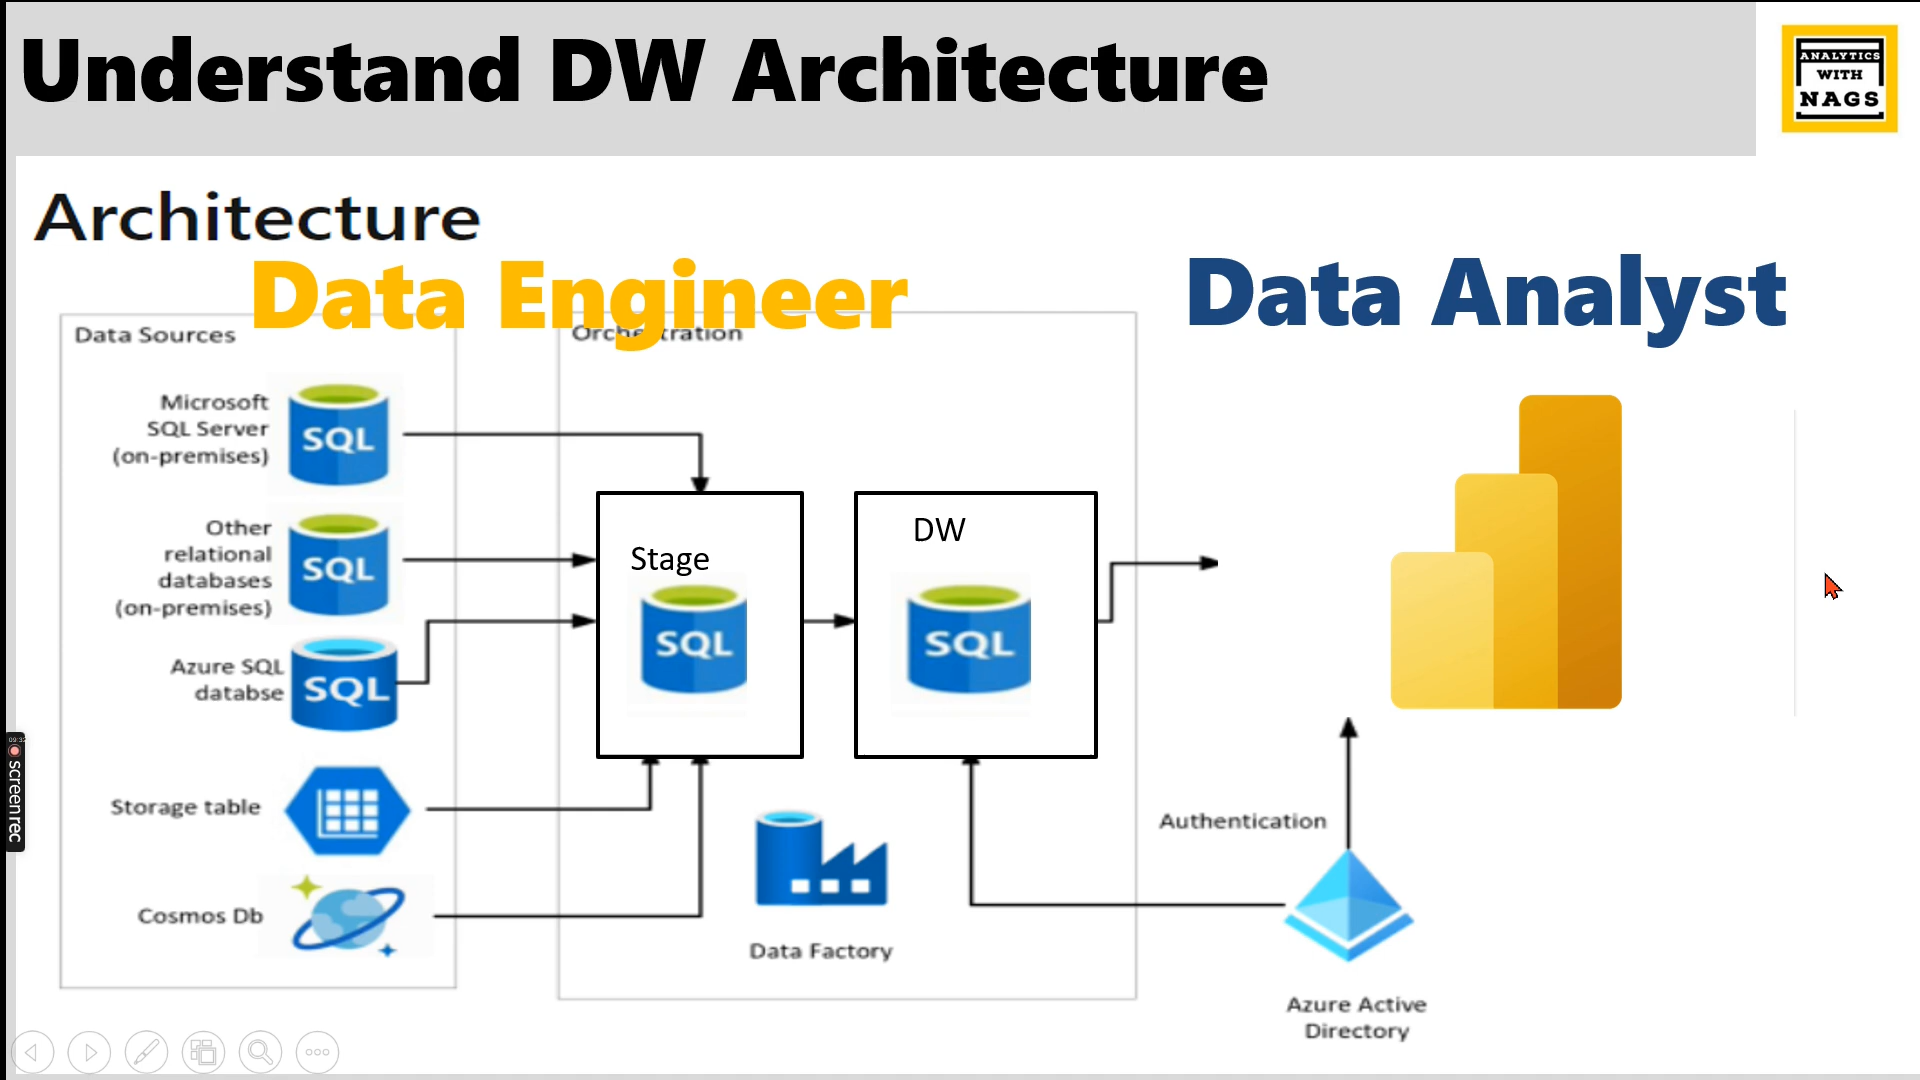 Understand DW Architecture
ANALYTICS
WITH
NAGS
Architecture
Data Engineer
Data Analyst
Data Sources
Orchestration
Microsoft
SQL Server
(on-premises)
SQL
Other
relational
databases
(on-premises)
SQL
Azure SQL
databse
SQL
Storage table
Cosmos Db
Stage
SQL
DW
SQL
Data Factory
Authentication
Azure Active
Directory
screenrec